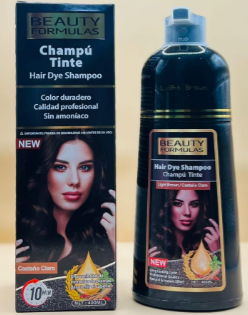 BEAUTY
FORMULAS
Champú
Tinte
Hair Dye Shampoo
Color duradero
Calidad profesional
Sin amoníaco
NEW
Castaño Claro
10
BEAUTY
FORMULAS
Hair Dye Shampoo
Champú Tinte
Light Brown / Castaño Claro
NEW